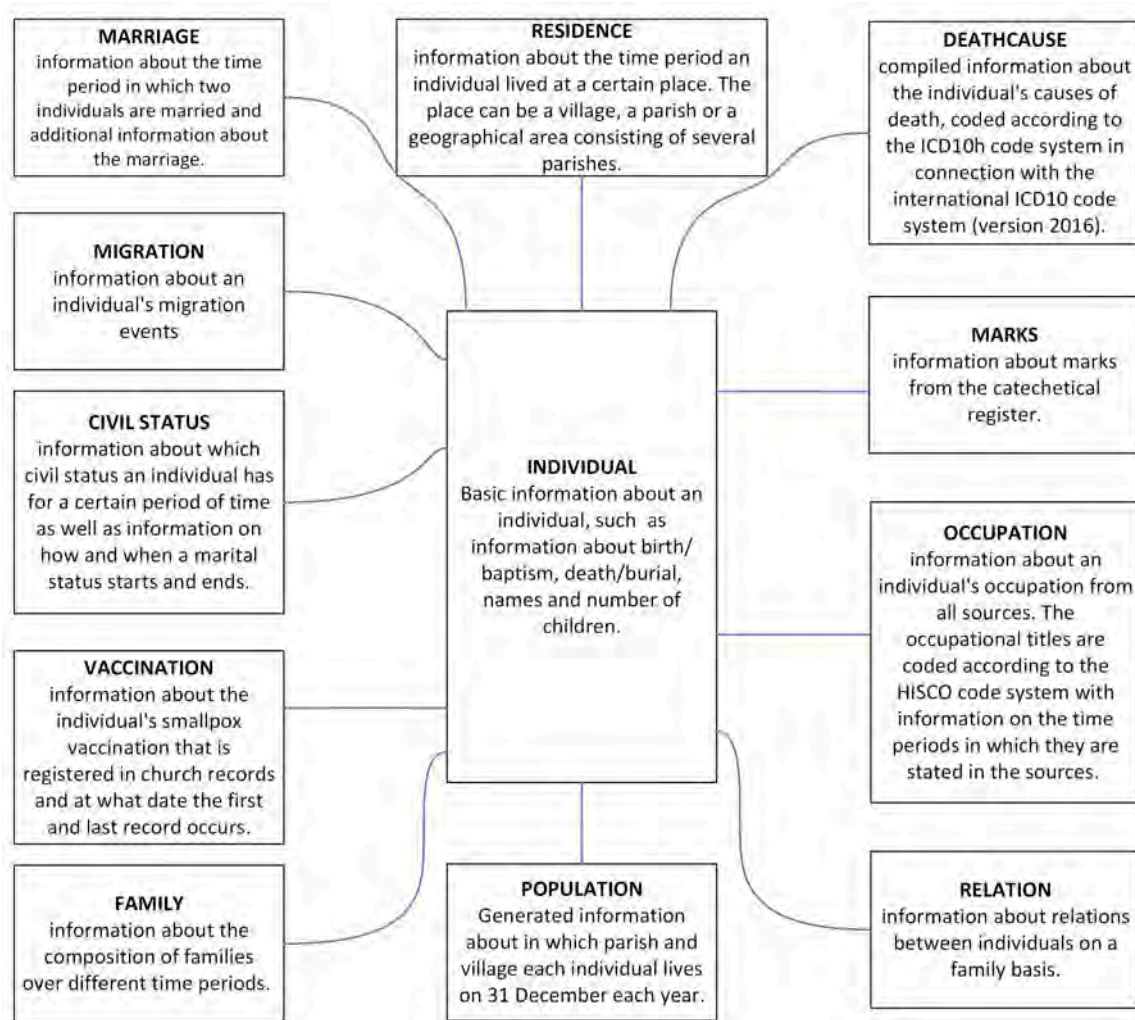 MARRIAGE
information about the time
period in which two
individuals are married and
additional information about
the marriage.
RESIDENCE
information about the time period an
individual lived at a certain place. The
place can be a village, a parish or a
geographical area consisting of several
parishes.
DEATHCAUSE
compiled information about
the individual's causes of
death, coded according to
the ICD10h code system in
connection with the
international ICD10 code
system (version 2016).
MIGRATION
information about an
individual's migration
events
MARKS
information about marks
from the catechetical
register.
CIVIL STATUS
information about which
civil status an individual has
for a certain period of time
as well as information on
how and when a marital
status starts and ends.
INDIVIDUAL
Basic information about an
individual, such as
information about birth/
baptism, death/burial,
names and number of
children.
OCCUPATION
information about an
individual's occupation from
all sources. The
occupational titles are
coded according to the
HISCO code system with
information on the time
periods in which they are
stated in the sources.
VACCINATION
information about the
individual's smallpox
vaccination that is
registered in church records
and at what date the first
and last record occurs.
FAMILY
information about the
composition of families
over different time periods.
POPULATION
Generated information
about in which parish and
village each individual lives
on 31 December each year.
RELATION
information about relations
between individuals on a
family basis.